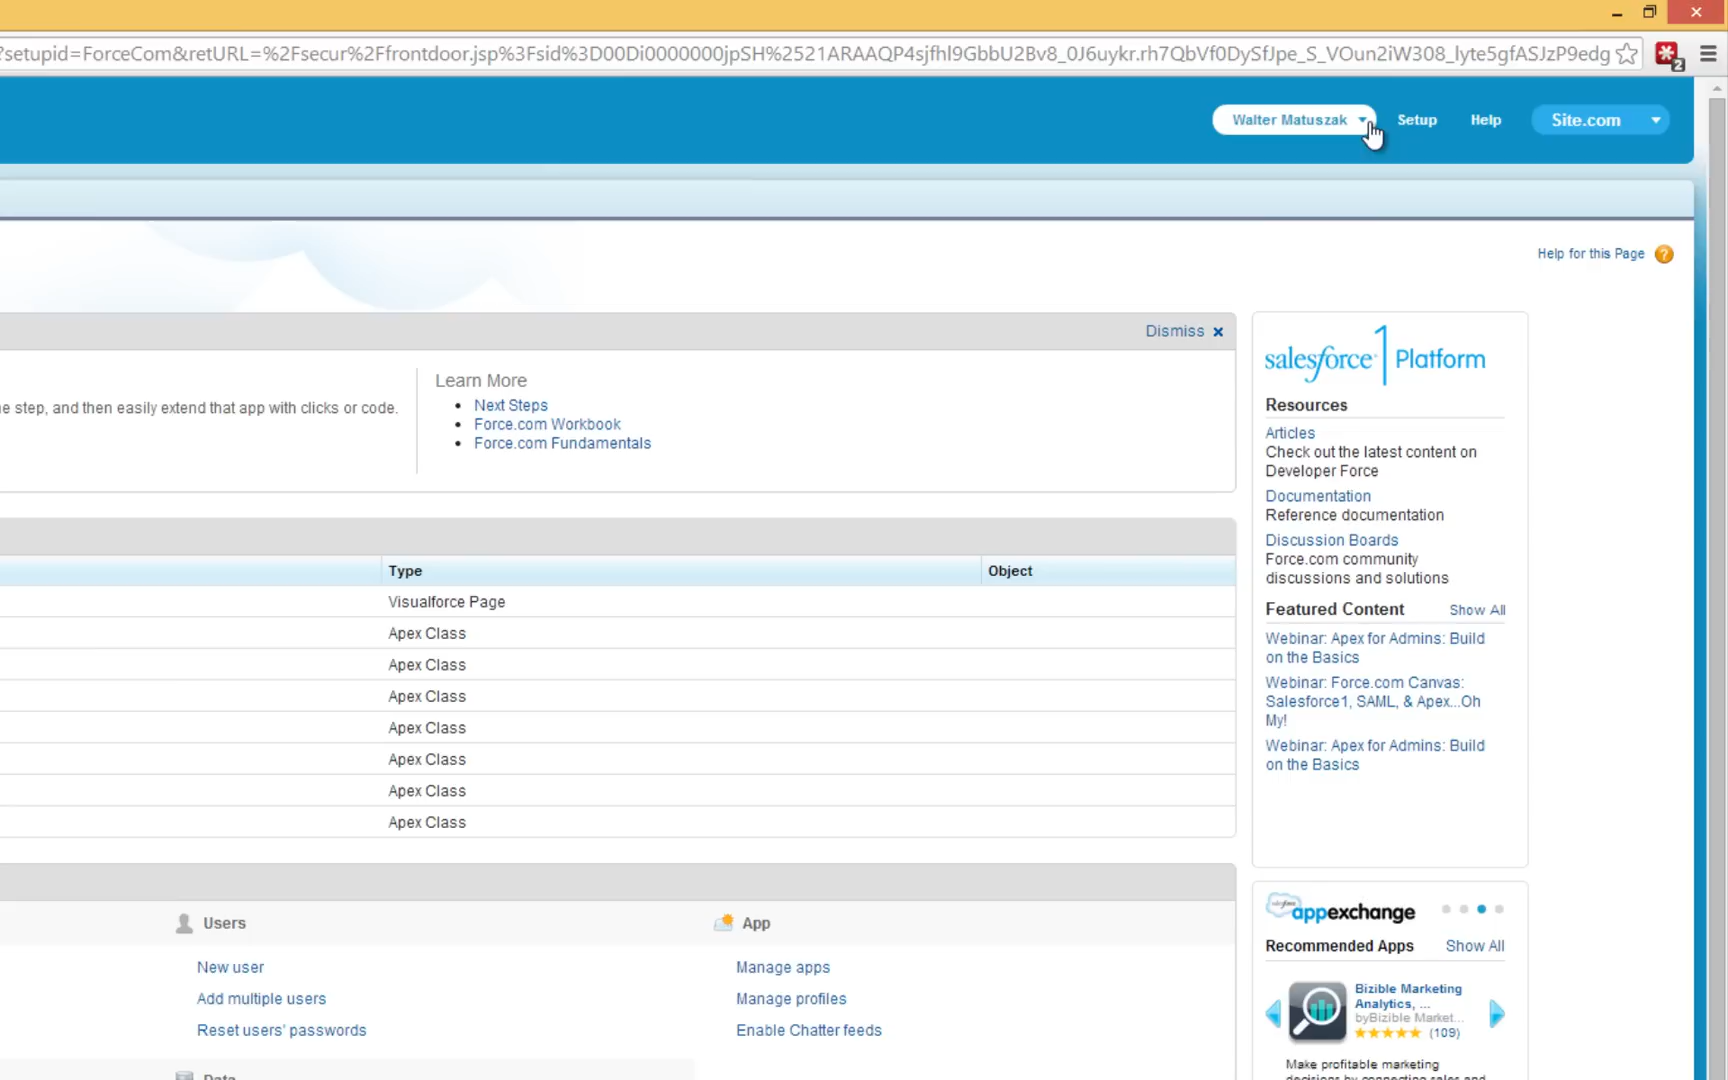 ?setupid=ForceCom&retURL=%2Fsecur%2Ffrontdoor.jsp%3Fsid%3D00Di0000000jpSH%2521ARAAQP4sjfhl9GbbU2Bv8_0J6uykr.rh7QbVf0DySfJpe_S_VOun2iW308_lyte5gfASJzP9edg
2
Walter Matuszak
Setup
Help
Site.com
Help for this Page
?
Dismiss
e step, and then easily extend that app with clicks or code.
Learn More
Next Steps
Force.com Workbook
Force.com Fundamentals
salesforce1 Platform
Resources
Articles
Check out the latest content on
Developer Force
Documentation
Reference documentation
Discussion Boards
Force.com community
discussions and solutions
Featured Content Show All
Webinar: Apex for Admins: Build
on the Basics
Webinar: Force.com Canvas:
Salesforce1, SAML, & Apex...Oh
My!
Webinar: Apex for Admins: Build
on the Basics
Type Object
Visualforce Page
Apex Class
Apex Class
Apex Class
Apex Class
Apex Class
Apex Class
Apex Class
Users
New user
Add multiple users
Reset users' passwords
App
Manage apps
Manage profiles
Enable Chatter feeds
Data
salesforce
appexchange
Recommended Apps Show All
Bizible Marketing
Analytics, ...
byBizible Market...
(109)
Make profitable marketing
decisions by connecting sales and